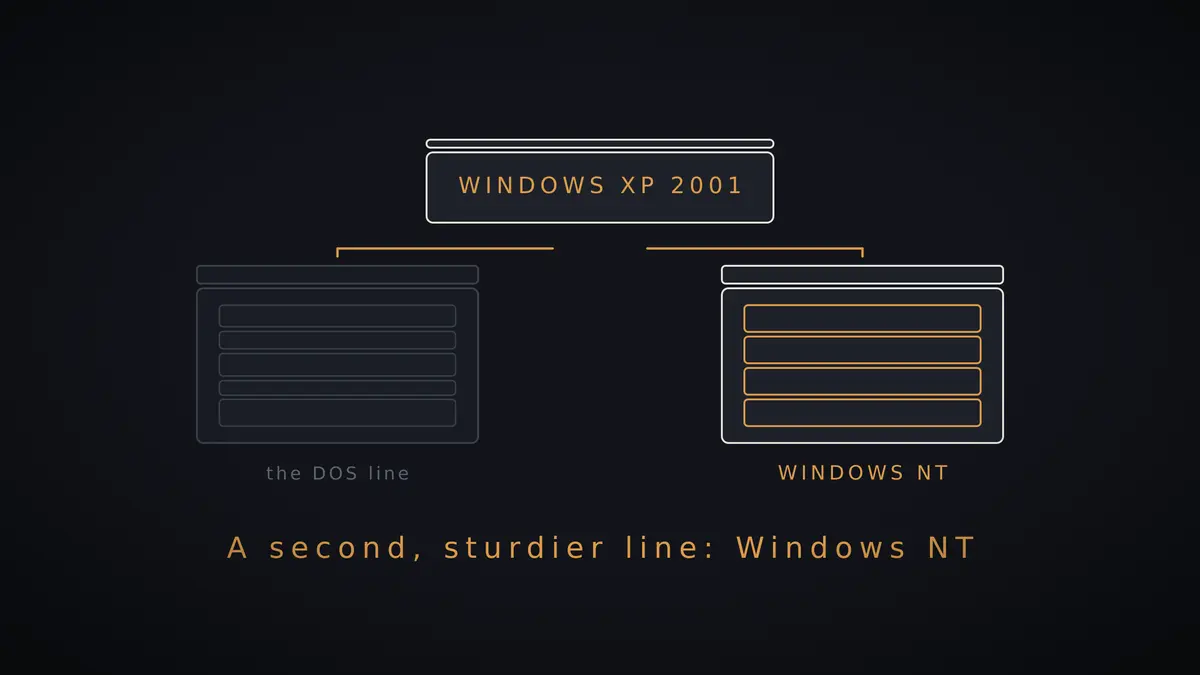 WINDOWS XP 2001
the DOS line
WINDOWS NT
A second, sturdier line: Windows NT